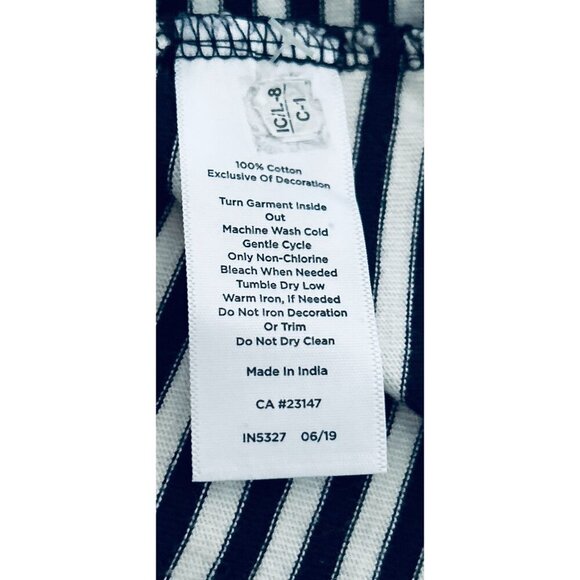 IC/L-8
C-1
100% Cotton
Exclusive Of Decoration
Turn Garment Inside
Out
Machine Wash Cold
Gentle Cycle
Only Non-Chlorine
Bleach When Needed
Tumble Dry Low
Warm Iron, if Needed
Do Not Iron Decoration
Or Trim
Do Not Dry Clean
Made In India
CA #23147
IN5327 06/19